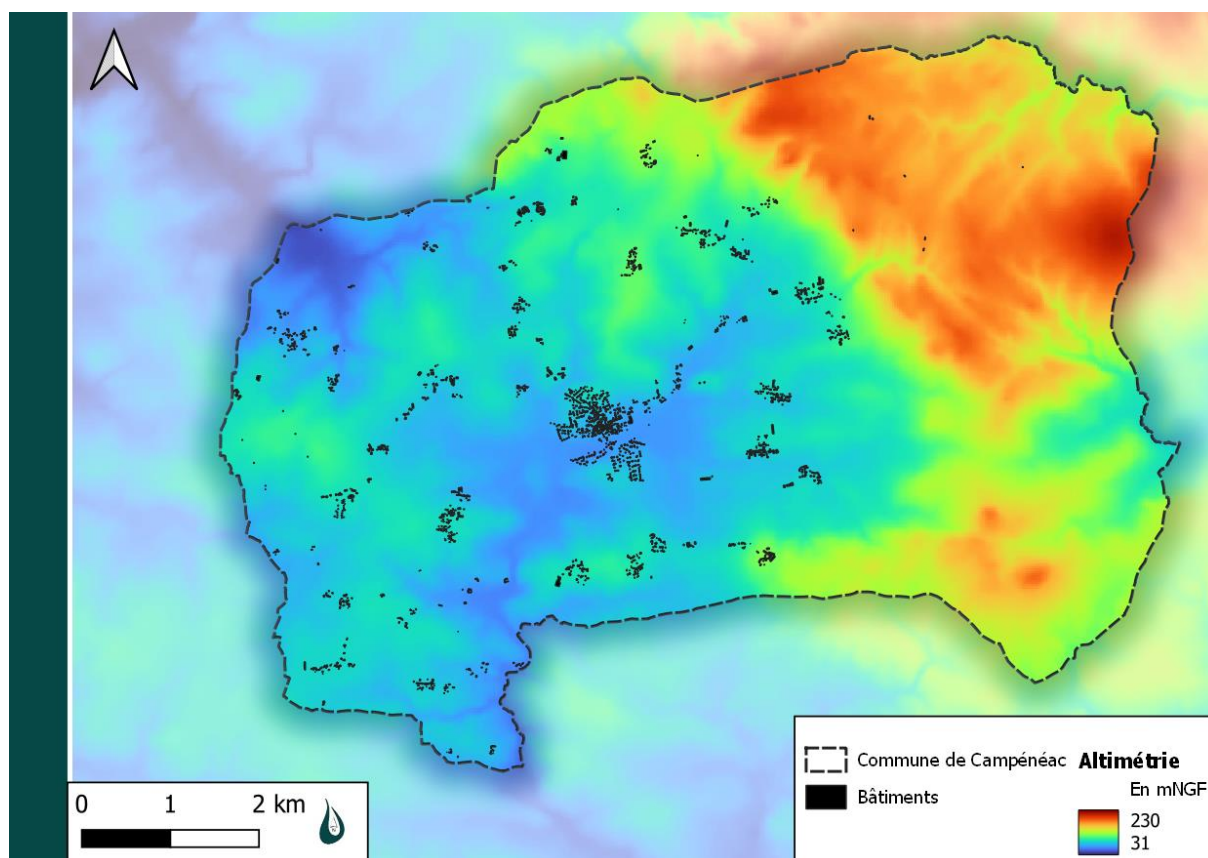 0 1 2 km
Commune de Campénéac
Bâtiments
Altimétrie
En mNGF
230
31